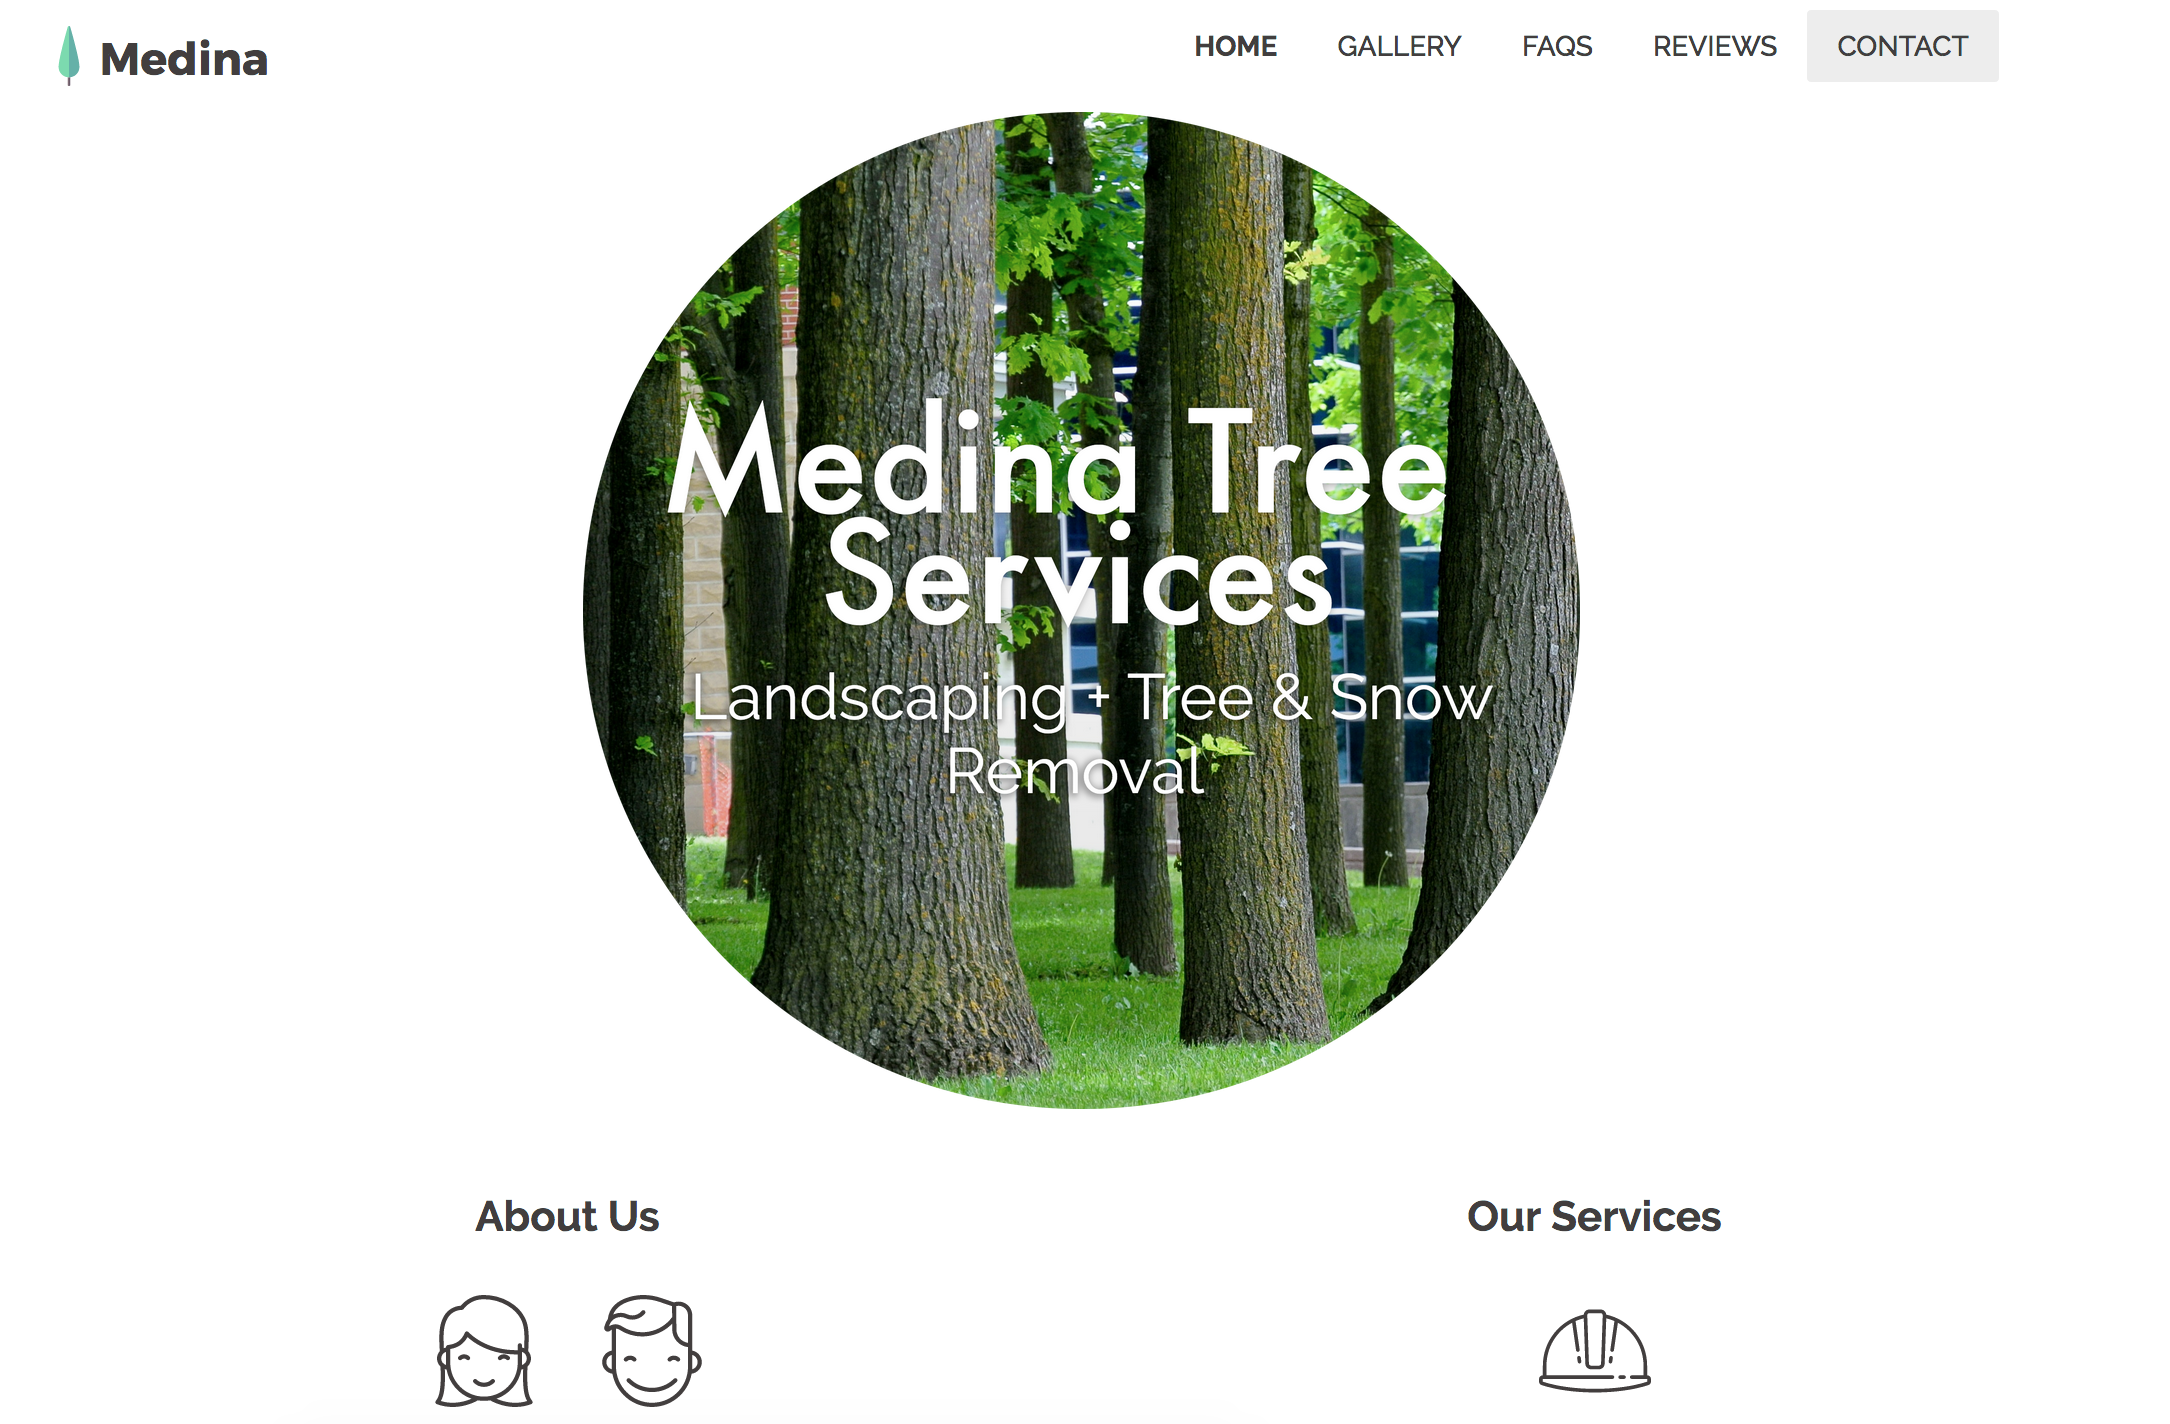 Medina
HOME GALLERY FAQS REVIEWS CONTACT
Medina Tree
Services
Landscaping + Tree & Snow
Removal
About Us
Our Services